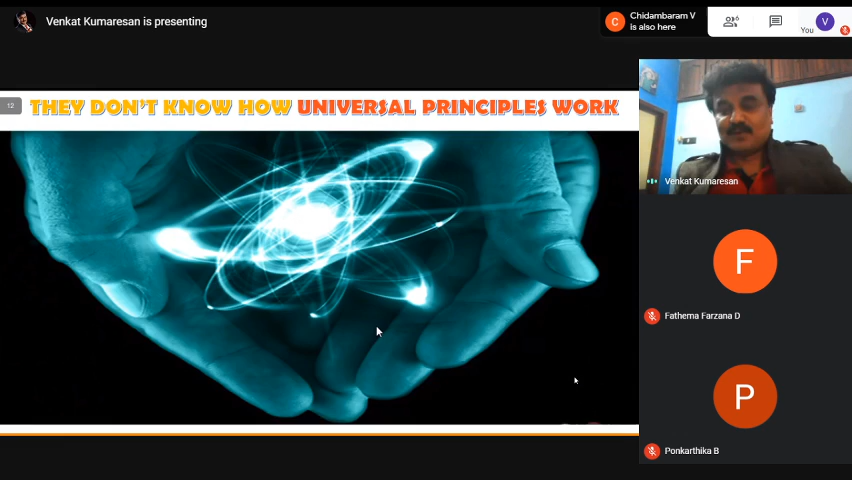 Venkat Kumaresan is presenting
C
Chidambaram V
is also here
6
You
V
12
THEY DON'T KNOW HOW UNIVERSAL PRINCIPLES WORK
Venkat Kumaresan
F
Fathema Farzana D
P
Ponkarthika B